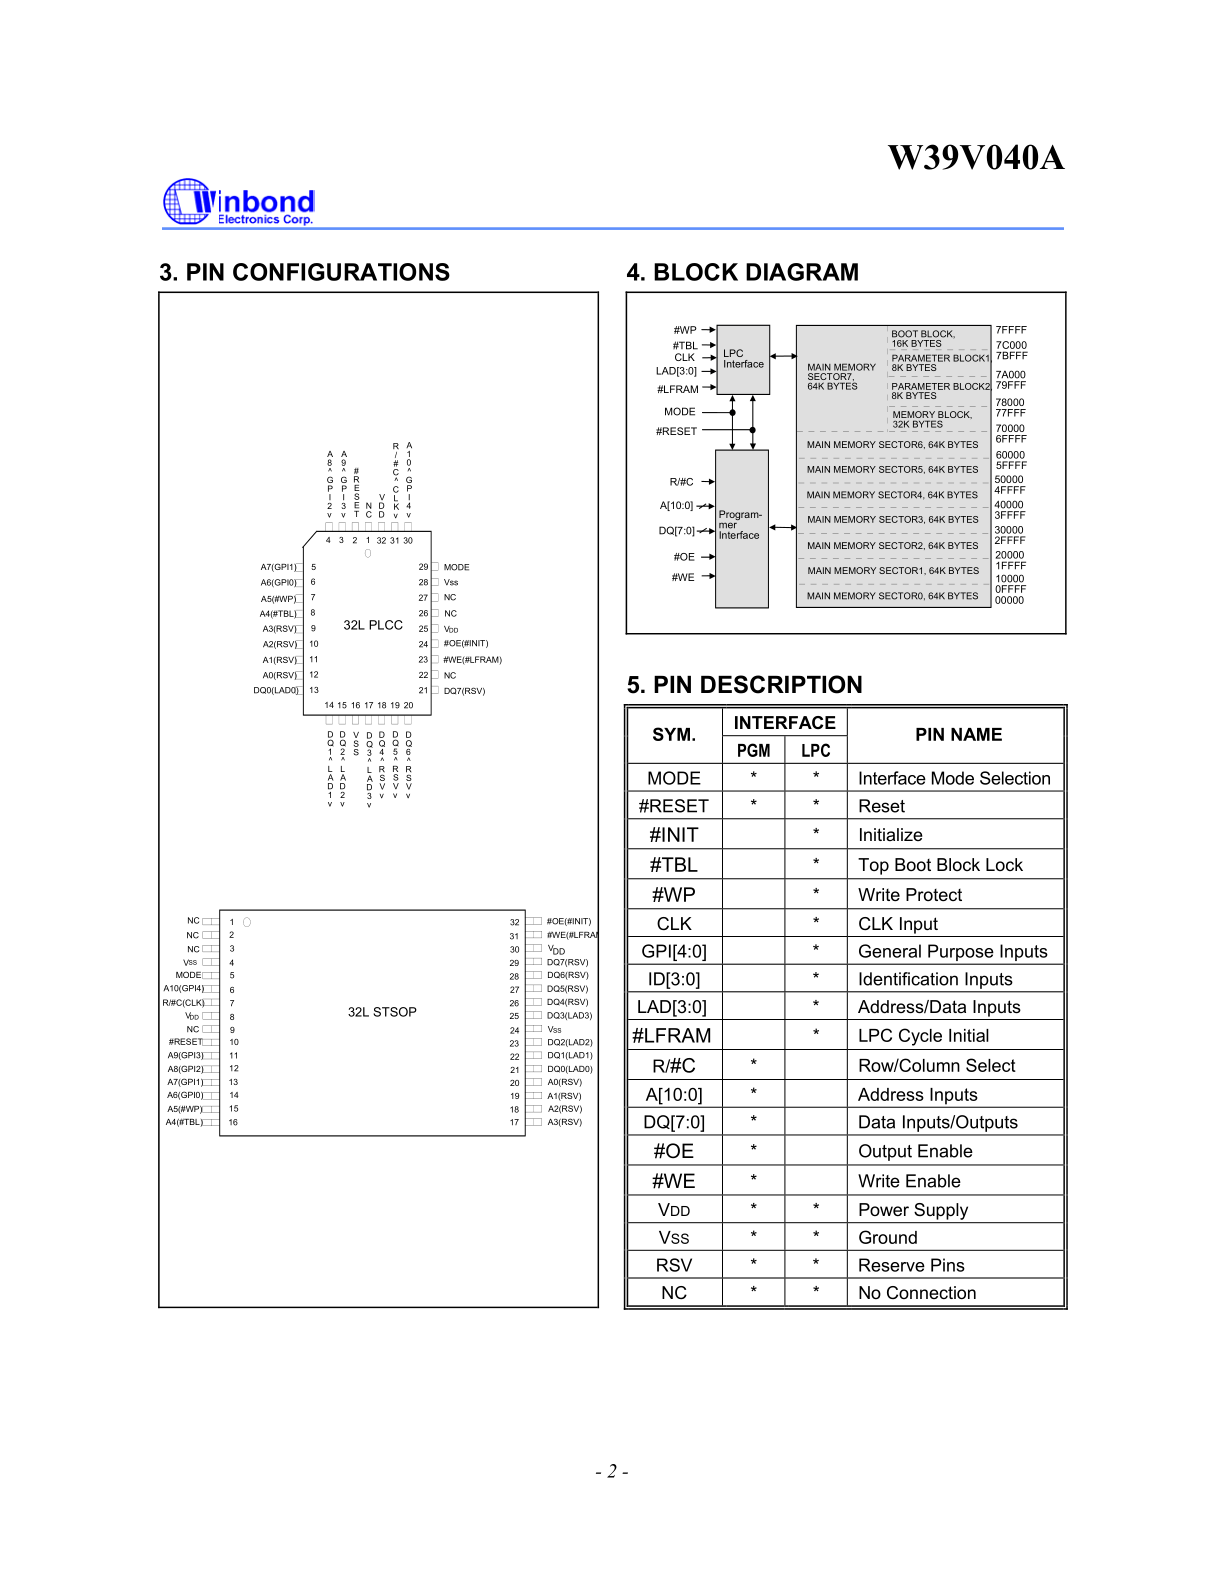 W39V040A
Winbond
Electronics Corp.
3. PIN CONFIGURATIONS
A8^GPI2v
A9^GPI3v
#RESET
NC
VDD
R/#C^CLKv
A10^GPI4v
4 3 2 1 32 31 30
A7(GPI1) 5 29 MODE
A6(GPI0) 6 28 Vss
A5(#WP) 7 27 NC
A4(#TBL) 8 26 NC
A3(RSV) 9 32L PLCC 25 VDD
A2(RSV) 10 24 #OE(#INIT)
A1(RSV) 11 23 #WE(#LFRAM)
A0(RSV) 12 22 NC
DQ0(LAD0) 13 21 DQ7(RSV)
14 15 16 17 18 19 20
DQ1^LAD1v
DQ2^LAD2v
VSS
DQ3^LAD3v
DQ4^RSVv
DQ5^RSVv
DQ6^RSVv
NC 1 32 #OE(#INIT)
NC 2 31 #WE(#LFRAM
NC 3 30 VDD
VSS 4 29 DQ7(RSV)
MODE 5 28 DQ6(RSV)
A10(GPI4) 6 27 DQ5(RSV)
R/#C(CLK) 7 26 DQ4(RSV)
VDD 8 32L STSOP 25 DQ3(LAD3)
NC 9 24 VSS
#RESET 10 23 DQ2(LAD2)
A9(GPI3) 11 22 DQ1(LAD1)
A8(GPI2) 12 21 DQ0(LAD0)
A7(GPI1) 13 20 A0(RSV)
A6(GPI0) 14 19 A1(RSV)
A5(#WP) 15 18 A2(RSV)
A4(#TBL) 16 17 A3(RSV)
4. BLOCK DIAGRAM
#WP
#TBL
CLK
LAD[3:0]
#LFRAM
MODE
#RESET
R/#C
A[10:0]
DQ[7:0]
#OE
#WE
LPC
Interface
Program-
mer
Interface
MAIN MEMORY
SECTOR7,
64K BYTES
BOOT BLOCK,
16K BYTES
PARAMETER BLOCK1,
8K BYTES
PARAMETER BLOCK2,
8K BYTES
MEMORY BLOCK,
32K BYTES
MAIN MEMORY SECTOR6, 64K BYTES
MAIN MEMORY SECTOR5, 64K BYTES
MAIN MEMORY SECTOR4, 64K BYTES
MAIN MEMORY SECTOR3, 64K BYTES
MAIN MEMORY SECTOR2, 64K BYTES
MAIN MEMORY SECTOR1, 64K BYTES
MAIN MEMORY SECTOR0, 64K BYTES
7FFFF
7C000
7BFFF
7A000
79FFF
78000
77FFF
70000
6FFFF
60000
5FFFF
50000
4FFFF
40000
3FFFF
30000
2FFFF
20000
1FFFF
10000
0FFFF
00000
5. PIN DESCRIPTION
SYM. INTERFACE PIN NAME
PGM LPC
MODE * * Interface Mode Selection
#RESET * * Reset
#INIT * Initialize
#TBL * Top Boot Block Lock
#WP * Write Protect
CLK * CLK Input
GPI[4:0] * General Purpose Inputs
ID[3:0] * Identification Inputs
LAD[3:0] * Address/Data Inputs
#LFRAM * LPC Cycle Initial
R/#C * Row/Column Select
A[10:0] * Address Inputs
DQ[7:0] * Data Inputs/Outputs
#OE * Output Enable
#WE * Write Enable
VDD * * Power Supply
VSS * * Ground
RSV * * Reserve Pins
NC * * No Connection
- 2 -